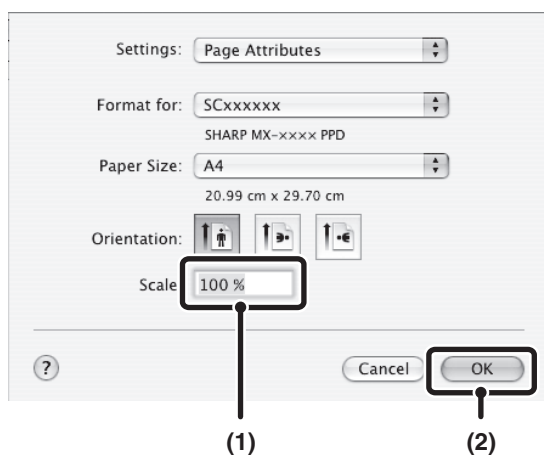 Settings: Page Attributes
Format for: SCxxxxxx
SHARP MX-xxxx PPD
Paper Size: A4
20.99 cm x 29.70 cm
Orientation:
Scale 100 %
? Cancel OK
(1) (2)